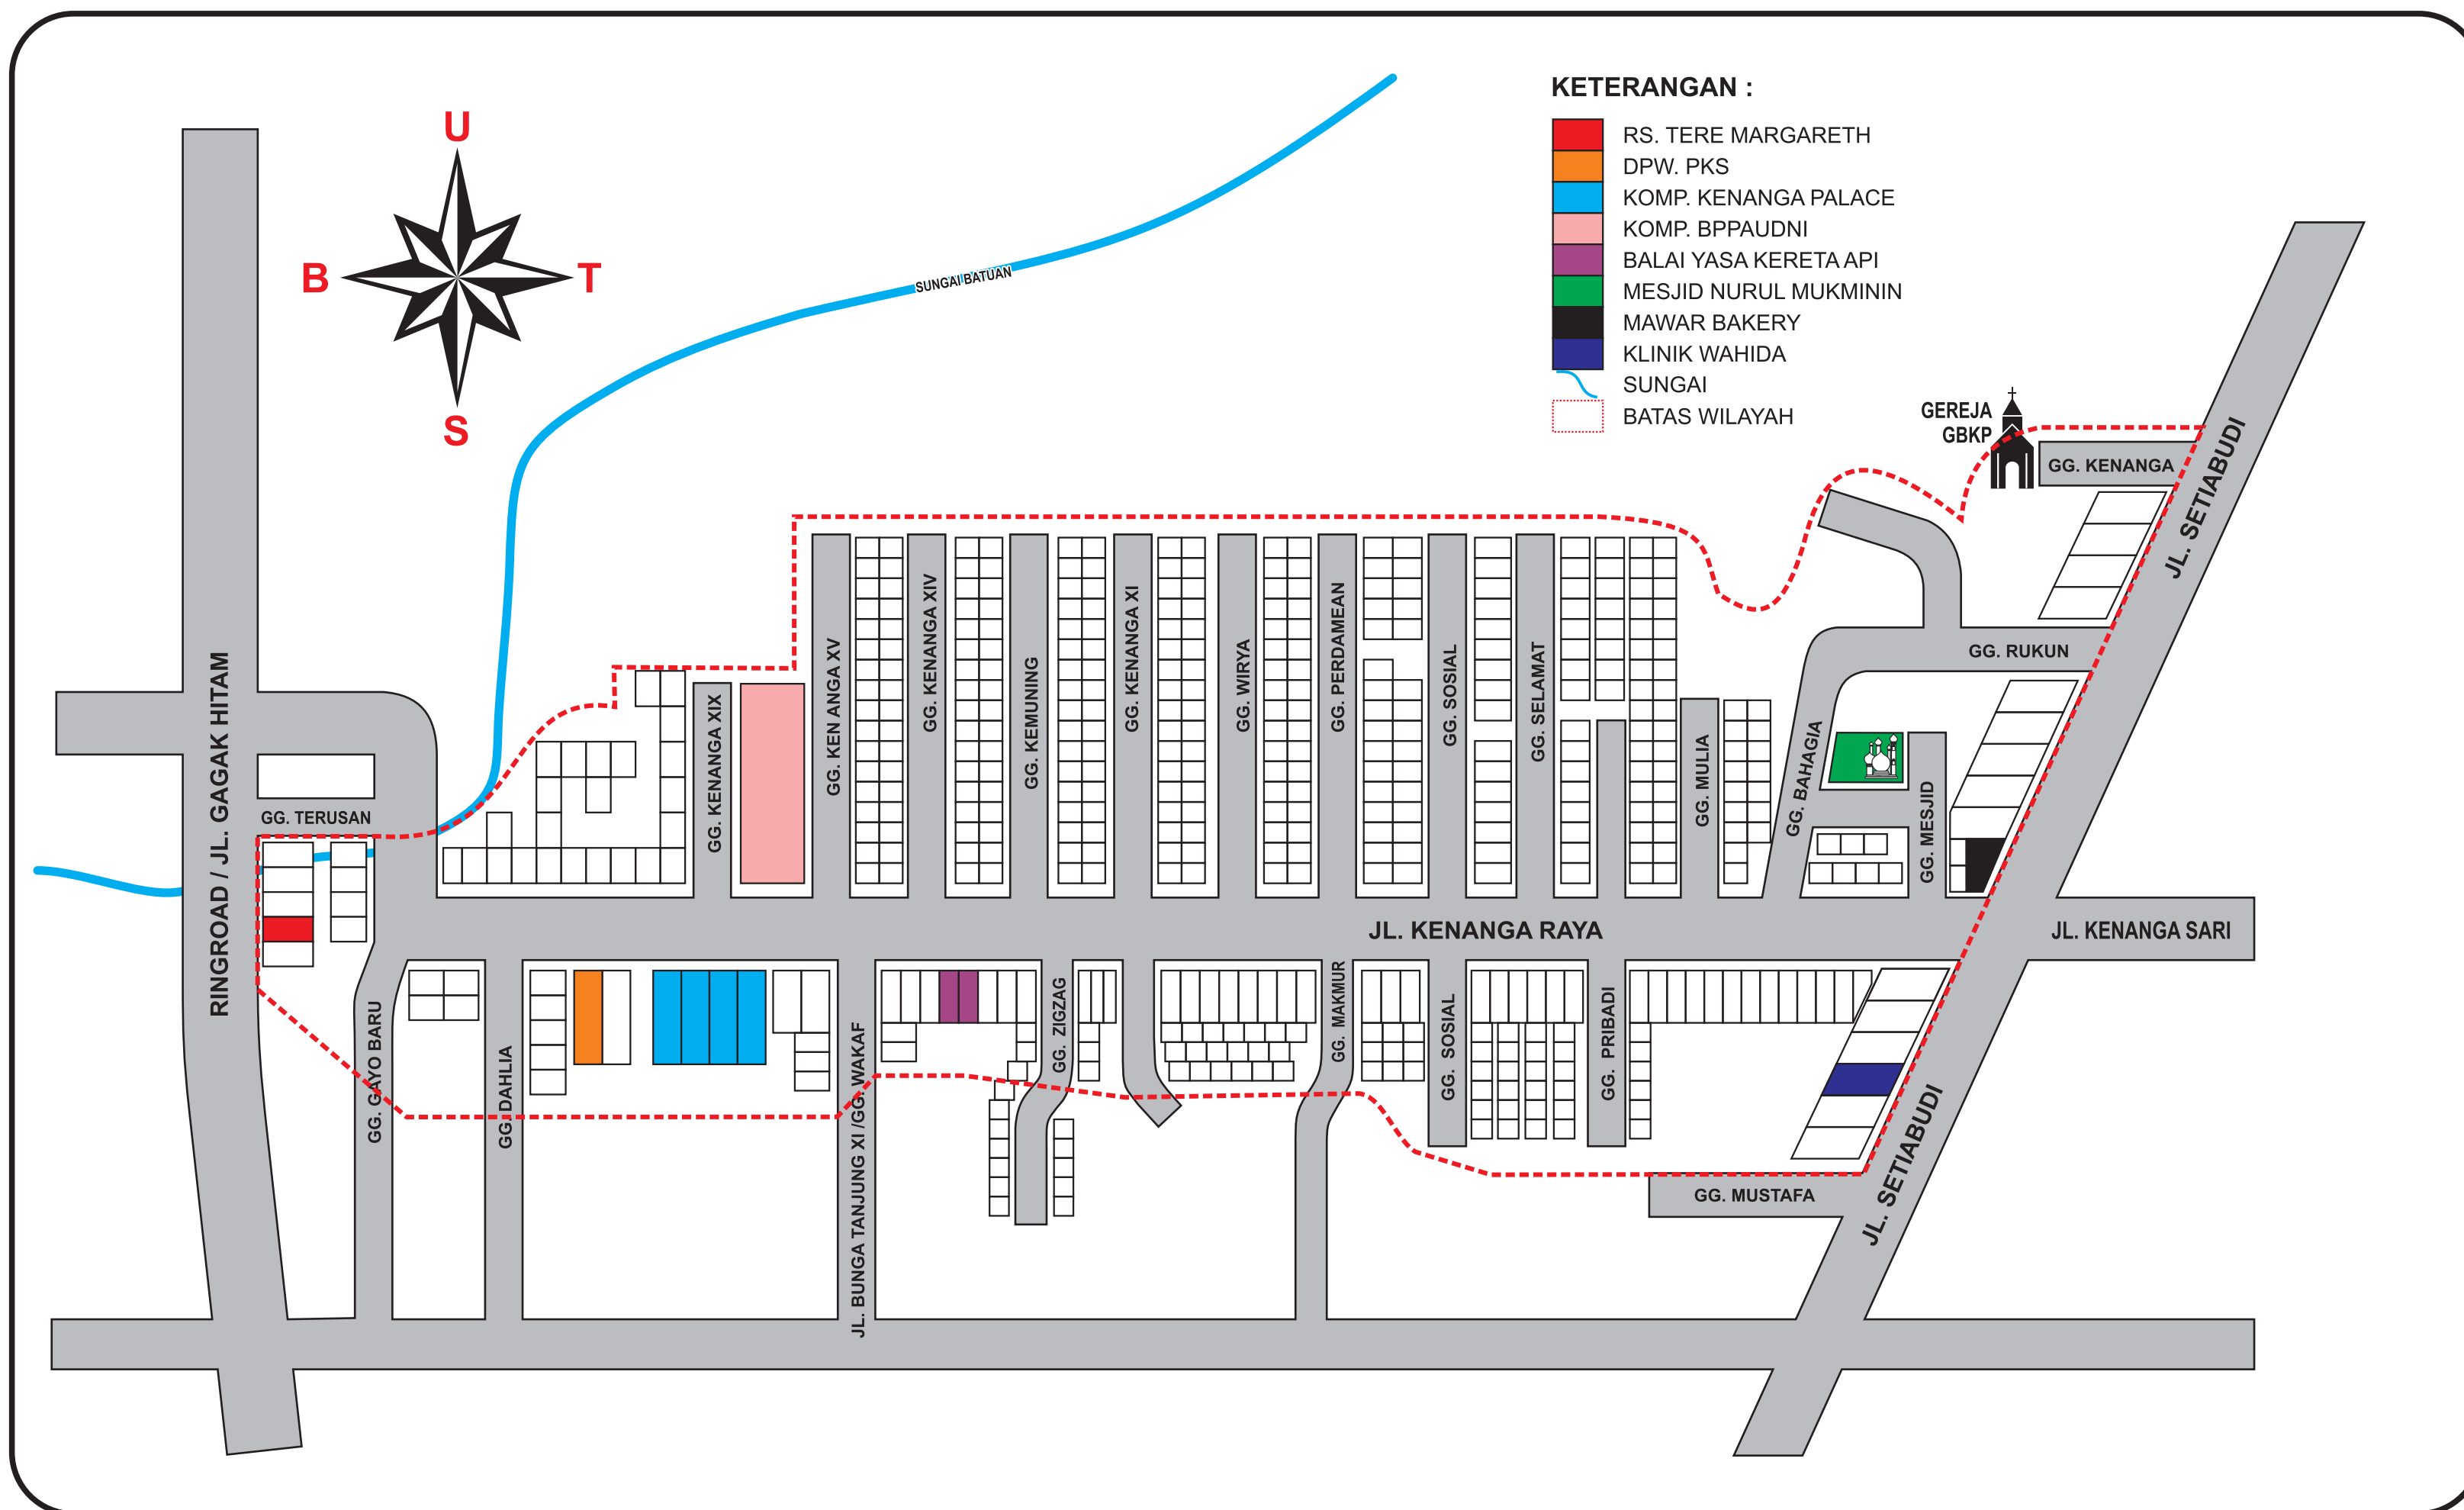 U
B
T
S
SUNGAI BATUAN
KETERANGAN :
RS. TERE MARGARETH
DPW. PKS
KOMP. KENANGA PALACE
KOMP. BPPAUDNI
BALAI YASA KERETA API
MESJID NURUL MUKMININ
MAWAR BAKERY
KLINIK WAHIDA
SUNGAI
BATAS WILAYAH
GEREJA
GBKP
GG. KENANGA
JL. SETIABUDI
GG. RUKUN
RINGROAD / JL. GAGAK HITAM
GG. TERUSAN
GG. KENANGA XIX
GG. KEN ANGA XV
GG. KENANGA XIV
GG. KEMUNING
GG. KENANGA XI
GG. WIRYA
GG. PERDAMEAN
GG. SOSIAL
GG. SELAMAT
GG. MULIA
GG. BAHAGIA
GG. MESJID
JL. KENANGA RAYA
JL. KENANGA SARI
GG. GAYO BARU
GG. DAHLIA
JL. BUNGA TANJUNG XI /GG. WAKAF
GG. ZIGZAG
GG. MAKMUR
GG. SOSIAL
GG. PRIBADI
GG. MUSTAFA
JL. SETIABUDI